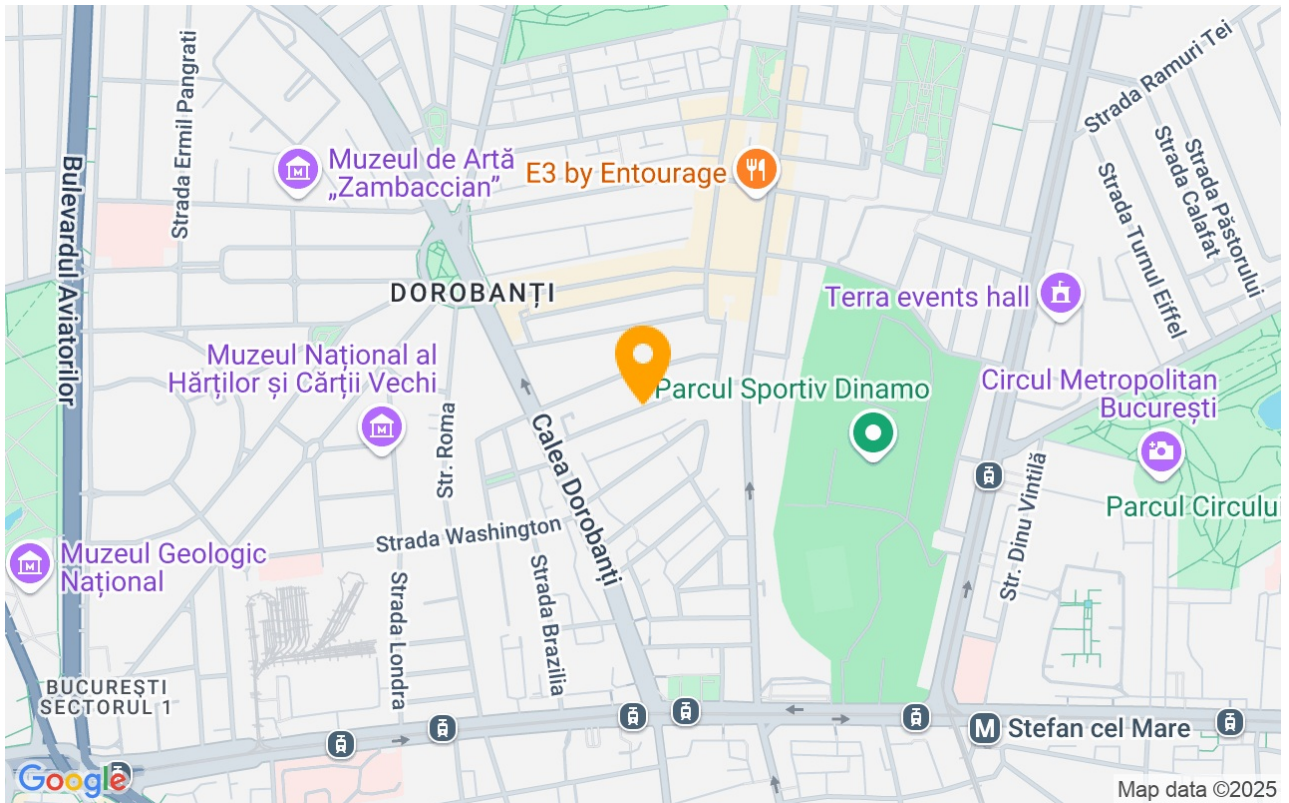 Strada Ermil Pangrati
Strada Ramuri Tei
Muzeul de Artă
„Zambaccian”
E3 by Entourage
Strada Păstorului
Strada Calafat
Strada Turnul Eiffel
Bulevardul Aviatorilor
DOROBANȚI
Terra events hall
Muzeul Național al
Hărților și Cărții Vechi
Parcul Sportiv Dinamo
Circul Metropolitan
București
Str. Roma
Calea Dorobanți
Str. Dinu Vintilă
Parcul Circului
Strada Washington
Muzeul Geologic
Național
Strada Londra
Strada Brazilia
BUCUREȘTI
SECTORUL 1
M Stefan cel Mare
Google
Map data ©2025